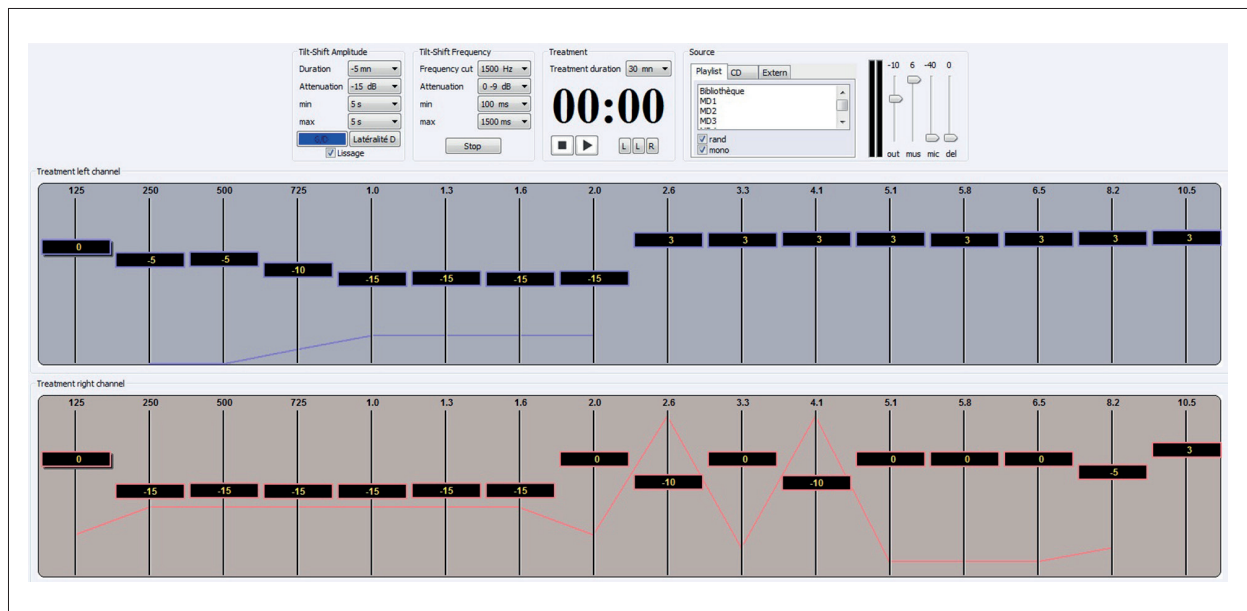 Tilt-Shift Amplitude
Duration -5 mn
Attenuation -15 dB
min 5 s
max 5 s
G/D Latéralité D
Lissage
Tilt-Shift Frequency
Frequency cut 1500 Hz
Attenuation 0 -9 dB
min 100 ms
max 1500 ms
Stop
Treatment
Treatment duration 30 mn
00:00
L L R
Source
Playlist CD Extern
Bibliothèque
MD1
MD2
MD3
rand
mono
-10 6 -40 0
out mus mic del
Treatment left channel
125 250 500 725 1.0 1.3 1.6 2.0 2.6 3.3 4.1 5.1 5.8 6.5 8.2 10.5
0 -5 -5 -10 -15 -15 -15 -15 3 3 3 3 3 3 3 3
Treatment right channel
125 250 500 725 1.0 1.3 1.6 2.0 2.6 3.3 4.1 5.1 5.8 6.5 8.2 10.5
0 -15 -15 -15 -15 -15 -15 0 -10 0 -10 0 0 0 -5 3